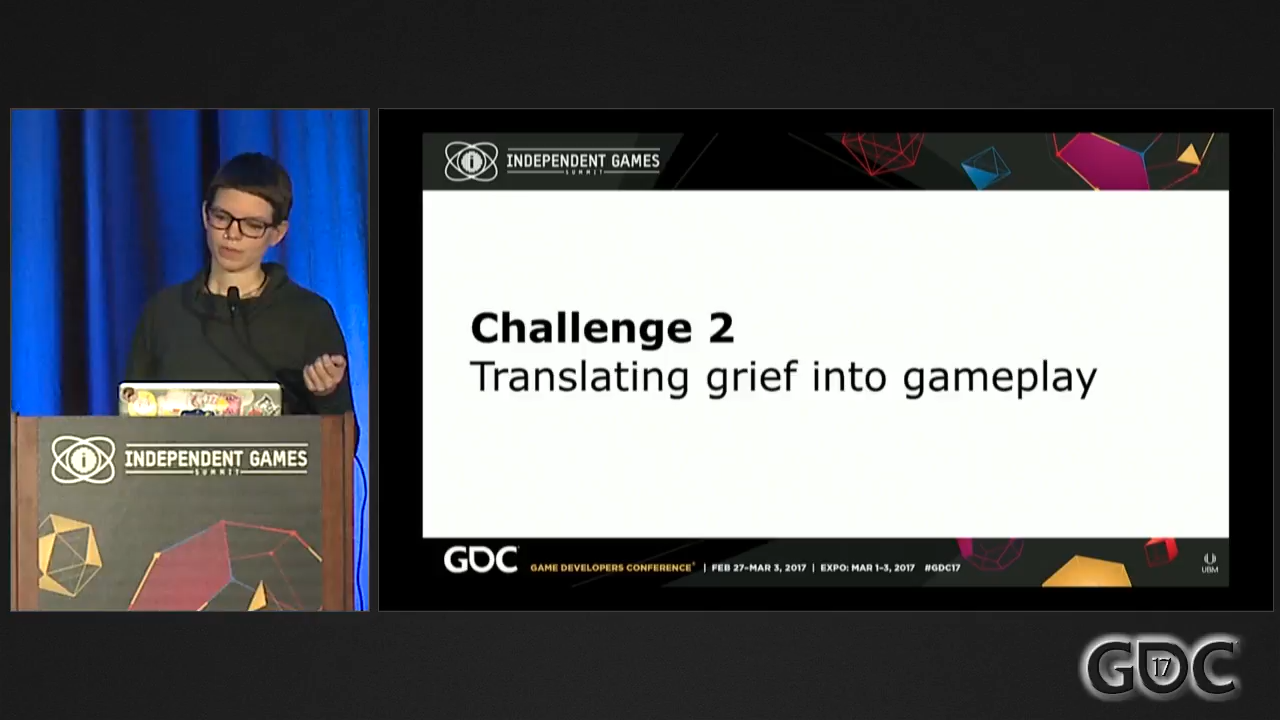 INDEPENDENT GAMES
SUMMIT
Challenge 2
Translating grief into gameplay
INDEPENDENT GAMES
SUMMIT
GDC
GAME DEVELOPERS CONFERENCE® | FEB 27–MAR 3, 2017 | EXPO: MAR 1–3, 2017 #GDC17
UBM
GDC
17